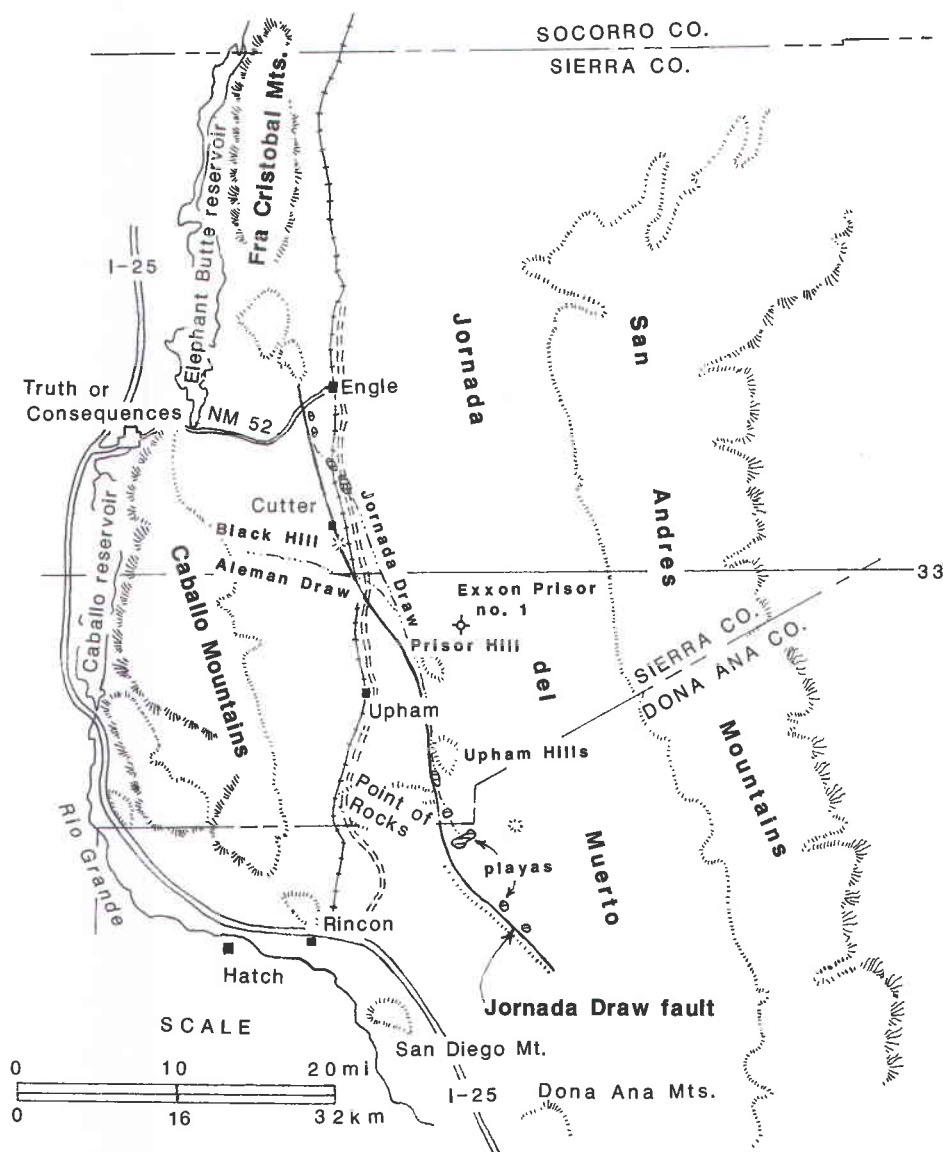 SOCORRO CO.
SIERRA CO.
Fra Cristobal Mts.
Elephant Butte reservoir
I-25
Jornada
San
Engle
Truth or
Consequences
NM 52
Cutter
Jornada Draw
Black Hill
Andres
Caballo reservoir
Caballo Mountains
Aleman Draw
33
Exxon Prisor
no. 1
Prisor Hill
SIERRA CO.
DONA ANA CO.
del
Upham
Mountains
Upham Hills
Point of
Rocks
Rio Grande
playas
Muerto
Rincon
Hatch
Jornada Draw fault
SCALE
San Diego Mt.
0 10 20 mi
0 16 32 km
I-25
Dona Ana Mts.